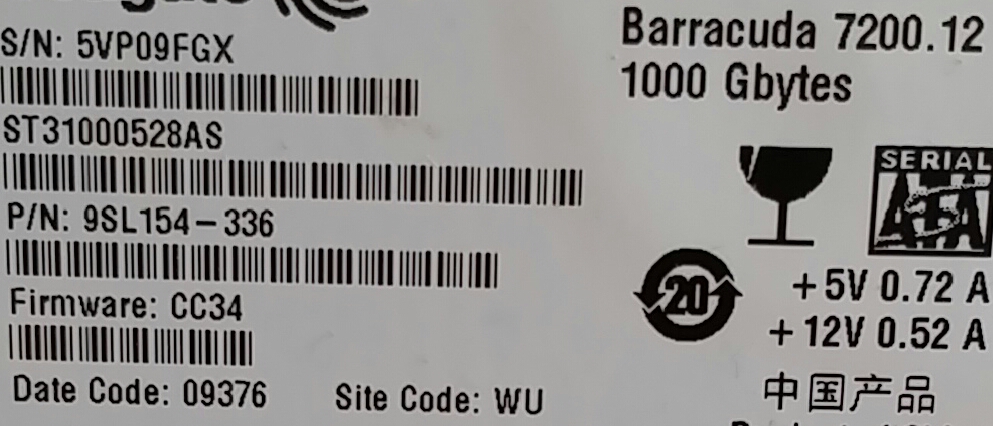 S/N: 5VP09FGX
ST31000528AS
P/N: 9SL154-336
Firmware: CC34
Date Code: 09376
Site Code: WU
Barracuda 7200.12
1000 Gbytes
SERIAL
ATA
20
+5V 0.72 A
+12V 0.52 A
中国产品